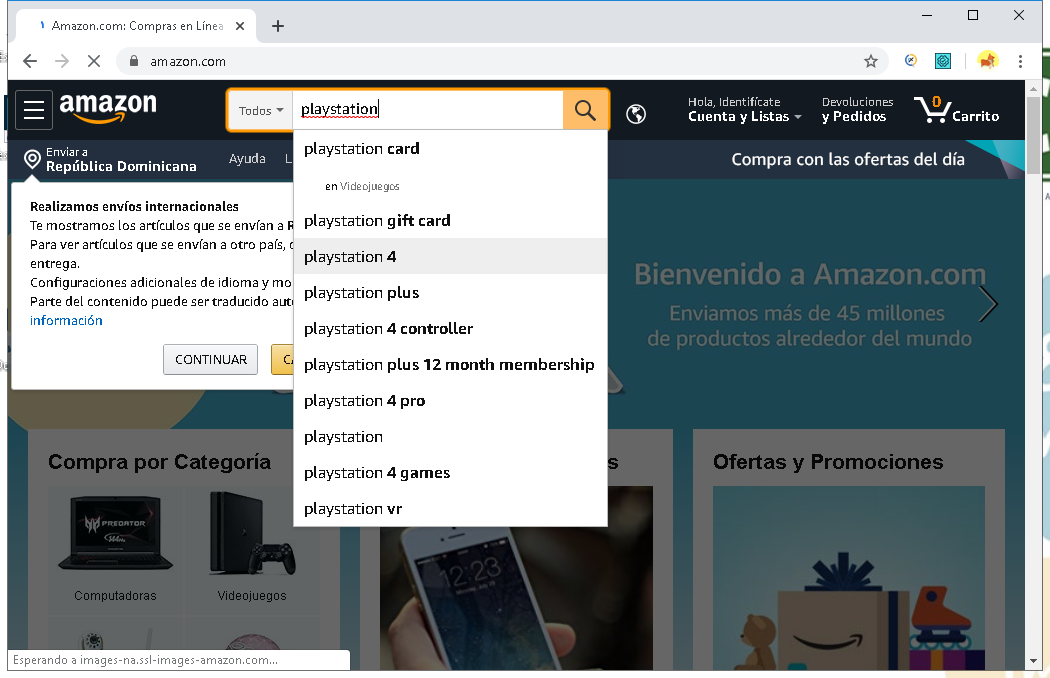 Amazon.com: Compras en Línea
amazon.com
amazon
Todos
playstation
Hola, Identifícate
Cuenta y Listas
Devoluciones
y Pedidos
0
Carrito
Enviar a
República Dominicana
Ayuda
L
Compra con las ofertas del día
Realizamos envíos internacionales
Te mostramos los artículos que se envían a R
Para ver artículos que se envían a otro país,
entrega.
Configuraciones adicionales de idioma y mo
Parte del contenido puede ser traducido aut
información
CONTINUAR
CA
playstation card
en Videojuegos
playstation gift card
playstation 4
playstation plus
playstation 4 controller
playstation plus 12 month membership
playstation 4 pro
playstation
playstation 4 games
playstation vr
Bienvenido a Amazon.com
Enviamos más de 45 millones
de productos alrededor del mundo
Compra por Categoría
s
Ofertas y Promociones
PREDATOR
12:23
Computadoras
Videojuegos
Esperando a images-na.ssl-images-amazon.com...